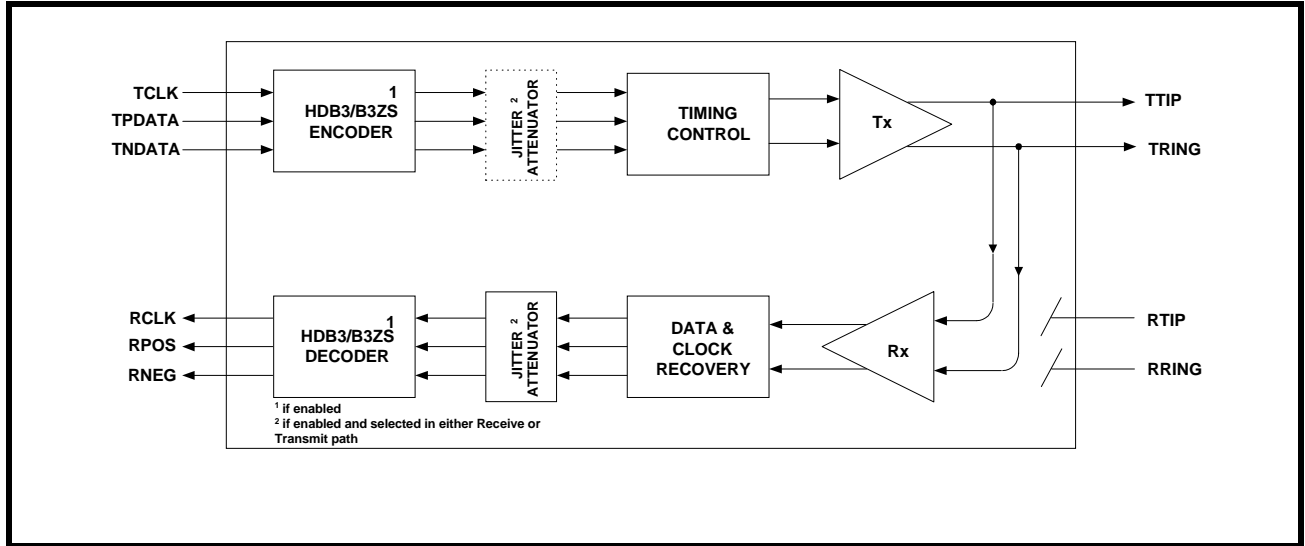 TCLK
TPDATA
TNDATA
1
HDB3/B3ZS
ENCODER
JITTER 2
ATTENUATOR
TIMING
CONTROL
Tx
TTIP
TRING
RCLK
RPOS
RNEG
1
HDB3/B3ZS
DECODER
JITTER 2
ATTENUATOR
DATA &
CLOCK
RECOVERY
Rx
RTIP
RRING
1 if enabled
2 if enabled and selected in either Receive or
Transmit path